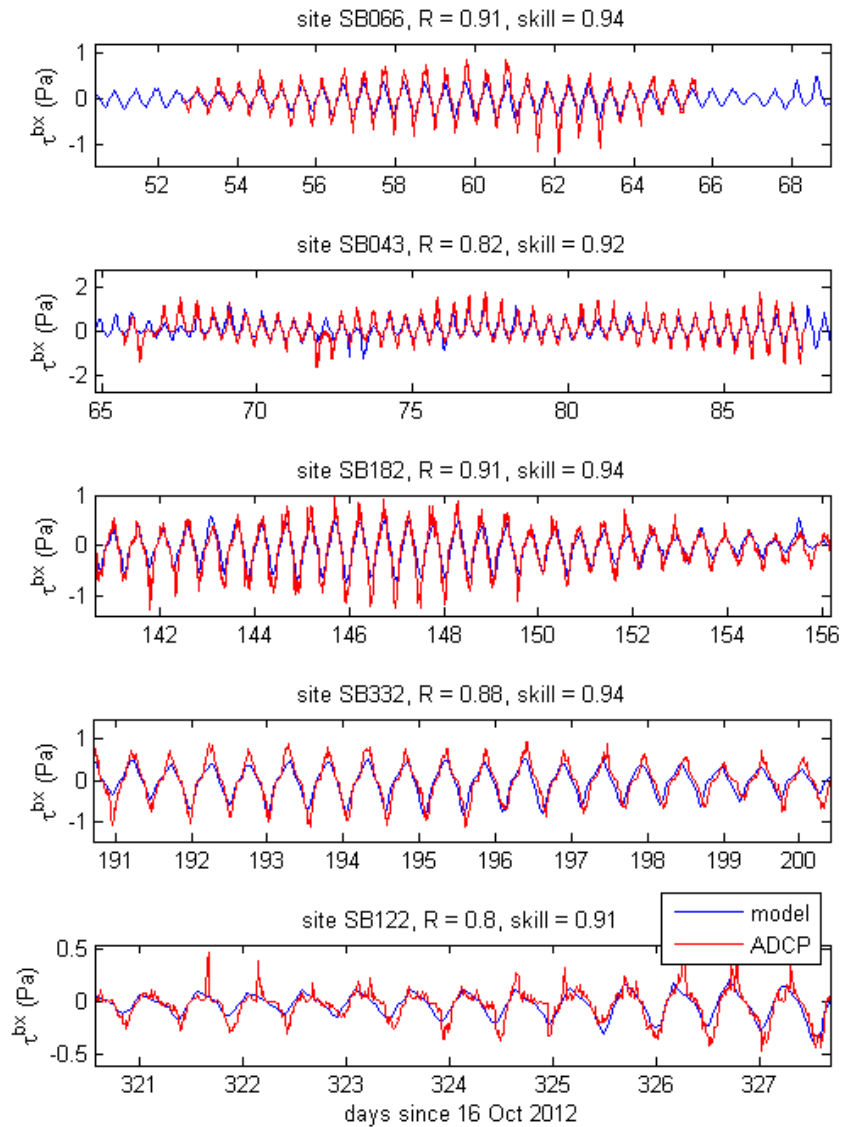 site SB066, R = 0.91, skill = 0.94
1
0
-1
τbx (Pa)
52 54 56 58 60 62 64 66 68
site SB043, R = 0.82, skill = 0.92
2
0
-2
τbx (Pa)
65 70 75 80 85
site SB182, R = 0.91, skill = 0.94
1
0
-1
τbx (Pa)
142 144 146 148 150 152 154 156
site SB332, R = 0.88, skill = 0.94
1
0
-1
τbx (Pa)
191 192 193 194 195 196 197 198 199 200
site SB122, R = 0.8, skill = 0.91
model
ADCP
0.5
0
-0.5
τbx (Pa)
321 322 323 324 325 326 327
days since 16 Oct 2012